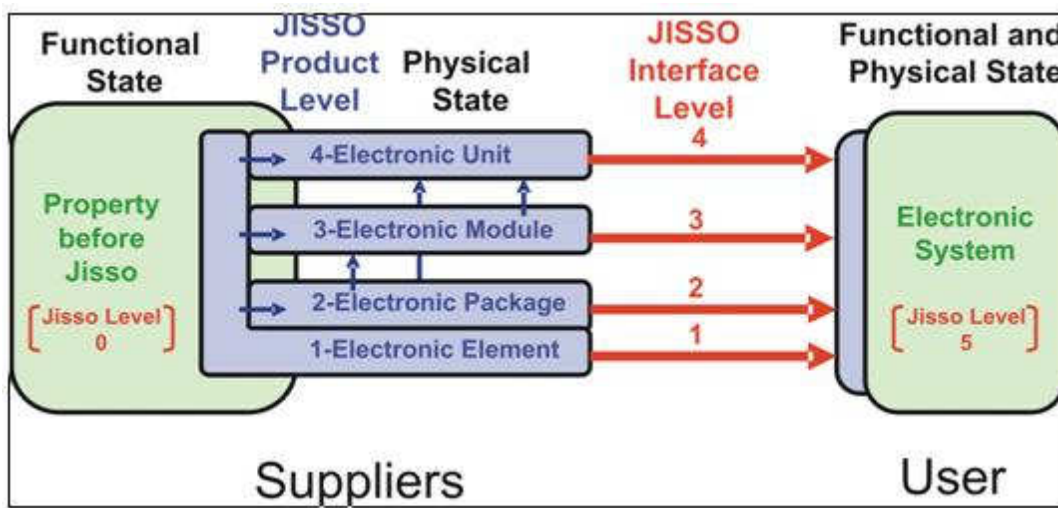 Functional
State
JISSO
Product
Level
Physical
State
JISSO
Interface
Level
Functional and
Physical State
4-Electronic Unit
4
3-Electronic Module
3
2-Electronic Package
2
1-Electronic Element
1
Property
before
Jisso
[Jisso Level
0]
Electronic
System
[Jisso Level
5]
Suppliers
User